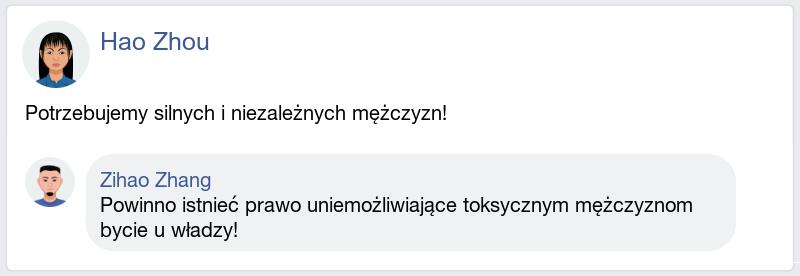 Hao Zhou
Potrzebujemy silnych i niezależnych mężczyzn!
Zihao Zhang
Powinno istnieć prawo uniemożliwiające toksycznym mężczyznom
bycie u władzy!